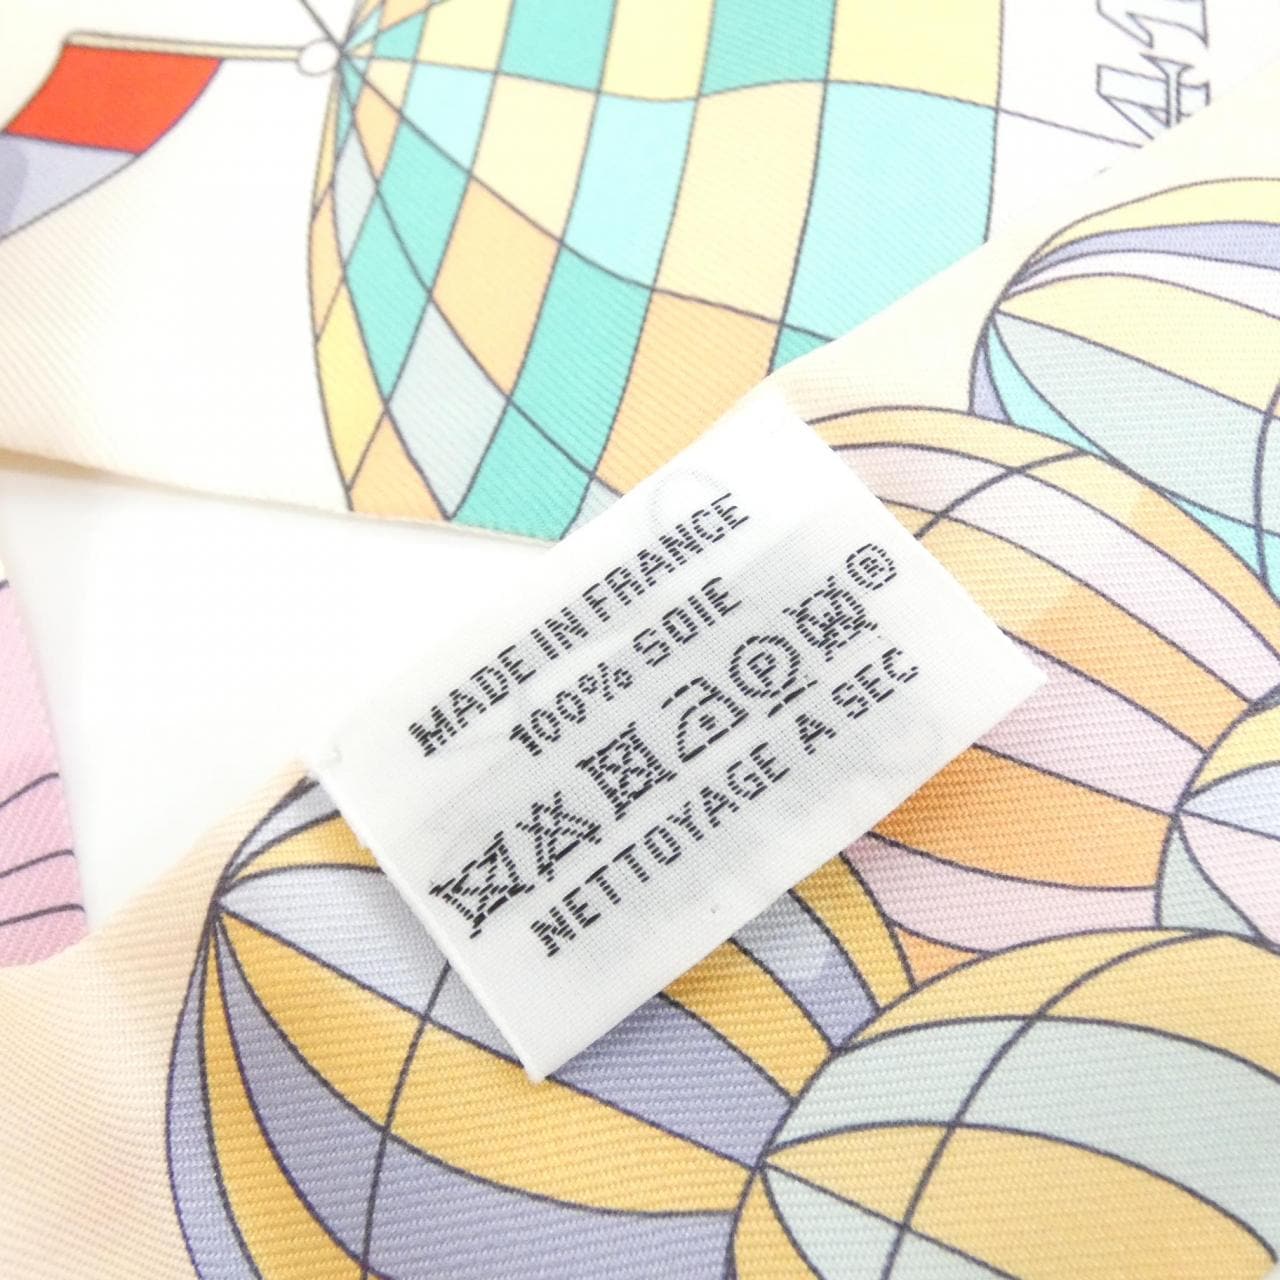 MADE IN FRANCE
100% SOIE
P ®
NETTOYAGE A SEC